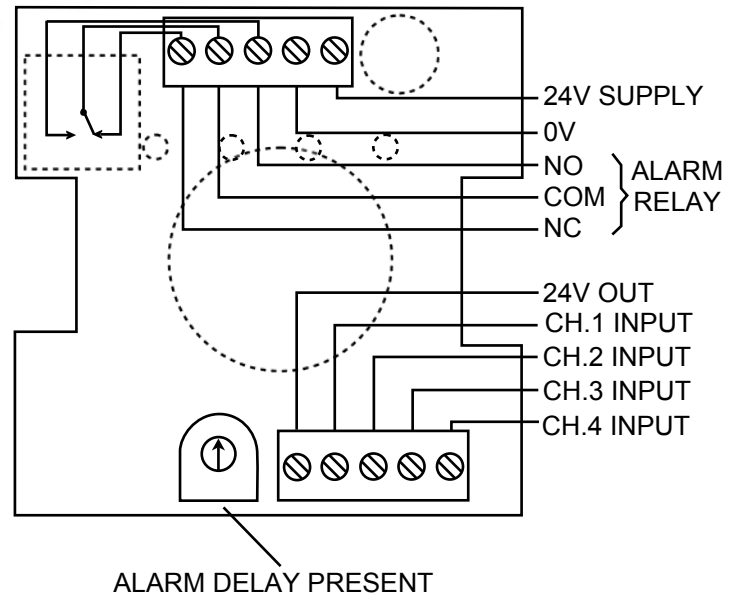 24V SUPPLY
0V
NO
COM
NC
ALARM
RELAY
24V OUT
CH.1 INPUT
CH.2 INPUT
CH.3 INPUT
CH.4 INPUT
ALARM DELAY PRESENT